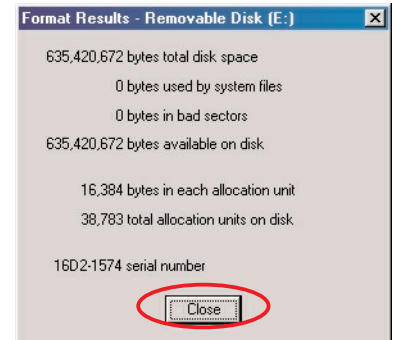 Format Results - Removable Disk (E:)
635,420,672 bytes total disk space
0 bytes used by system files
0 bytes in bad sectors
635,420,672 bytes available on disk
16,384 bytes in each allocation unit
38,783 total allocation units on disk
16D2-1574 serial number
Close